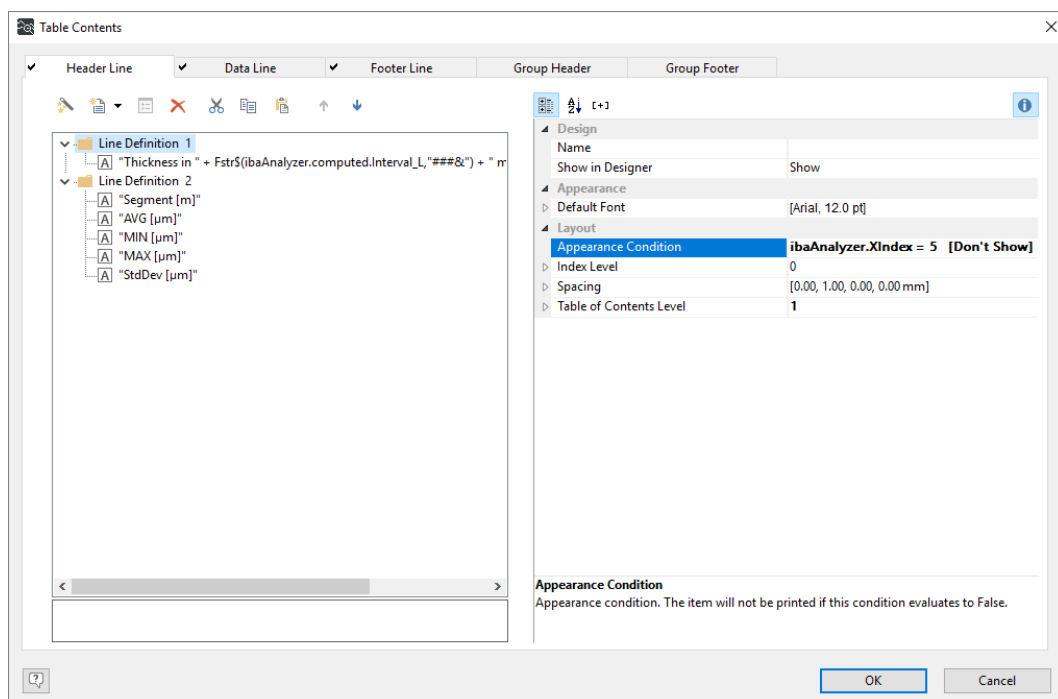 Table Contents
Header Line
Data Line
Footer Line
Group Header
Group Footer
Line Definition 1
A "Thickness in " + Fstr$(ibaAnalyzer.computed.Interval_L,"###&") + " m
Line Definition 2
A "Segment [m]"
A "AVG [µm]"
A "MIN [µm]"
A "MAX [µm]"
A "StdDev [µm]"
Design
Name
Show in Designer Show
Appearance
Default Font [Arial, 12.0 pt]
Layout
Appearance Condition ibaAnalyzer.XIndex = 5 [Don't Show]
Index Level 0
Spacing [0.00, 1.00, 0.00, 0.00 mm]
Table of Contents Level 1
Appearance Condition
Appearance condition. The item will not be printed if this condition evaluates to False.
OK
Cancel